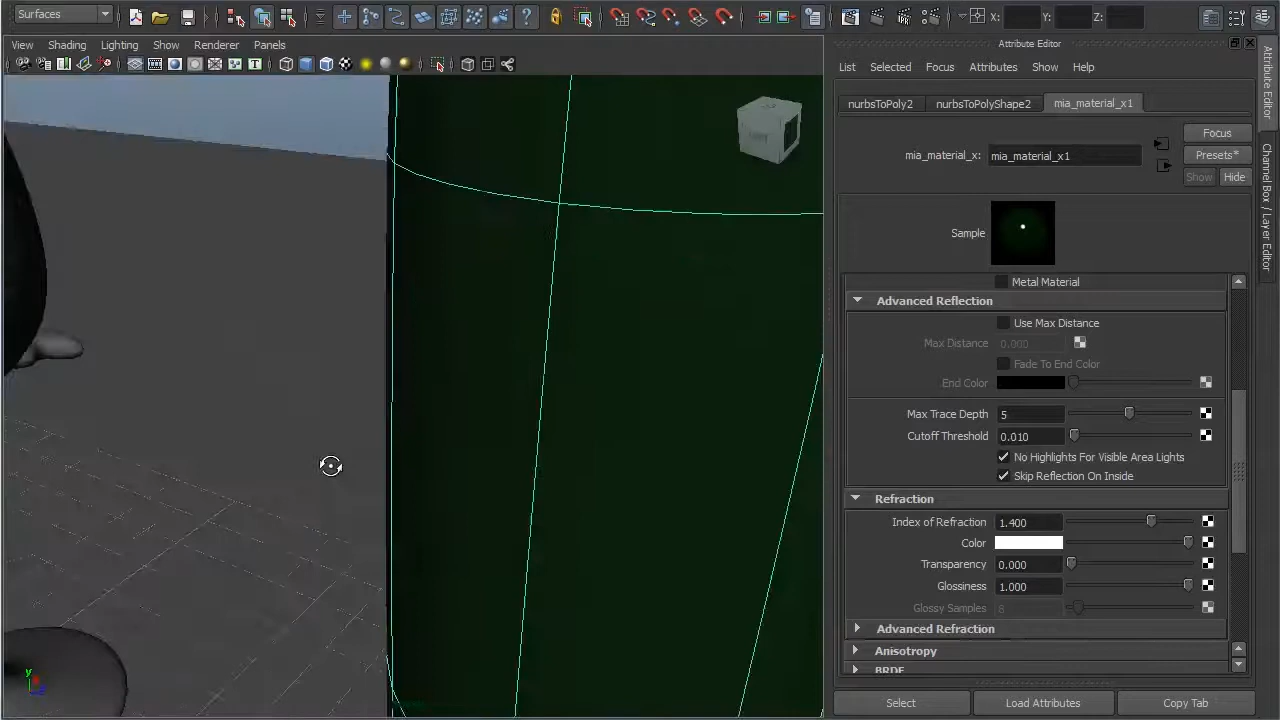 Surfaces
X:
Y:
Z:
View Shading Lighting Show Renderer Panels
Attribute Editor
List Selected Focus Attributes Show Help
nurbsToPoly2 nurbsToPolyShape2 mia_material_x1
Focus
mia_material_x: mia_material_x1
Presets*
Show Hide
Sample
Metal Material
Advanced Reflection
Use Max Distance
Max Distance 0.000
Fade To End Color
End Color
Max Trace Depth 5
Cutoff Threshold 0.010
No Highlights For Visible Area Lights
Skip Reflection On Inside
Refraction
Index of Refraction 1.400
Color
Transparency 0.000
Glossiness 1.000
Glossy Samples 8
Advanced Refraction
Anisotropy
BRDF
Select Load Attributes Copy Tab
Attribute Editor
Channel Box / Layer Editor
y